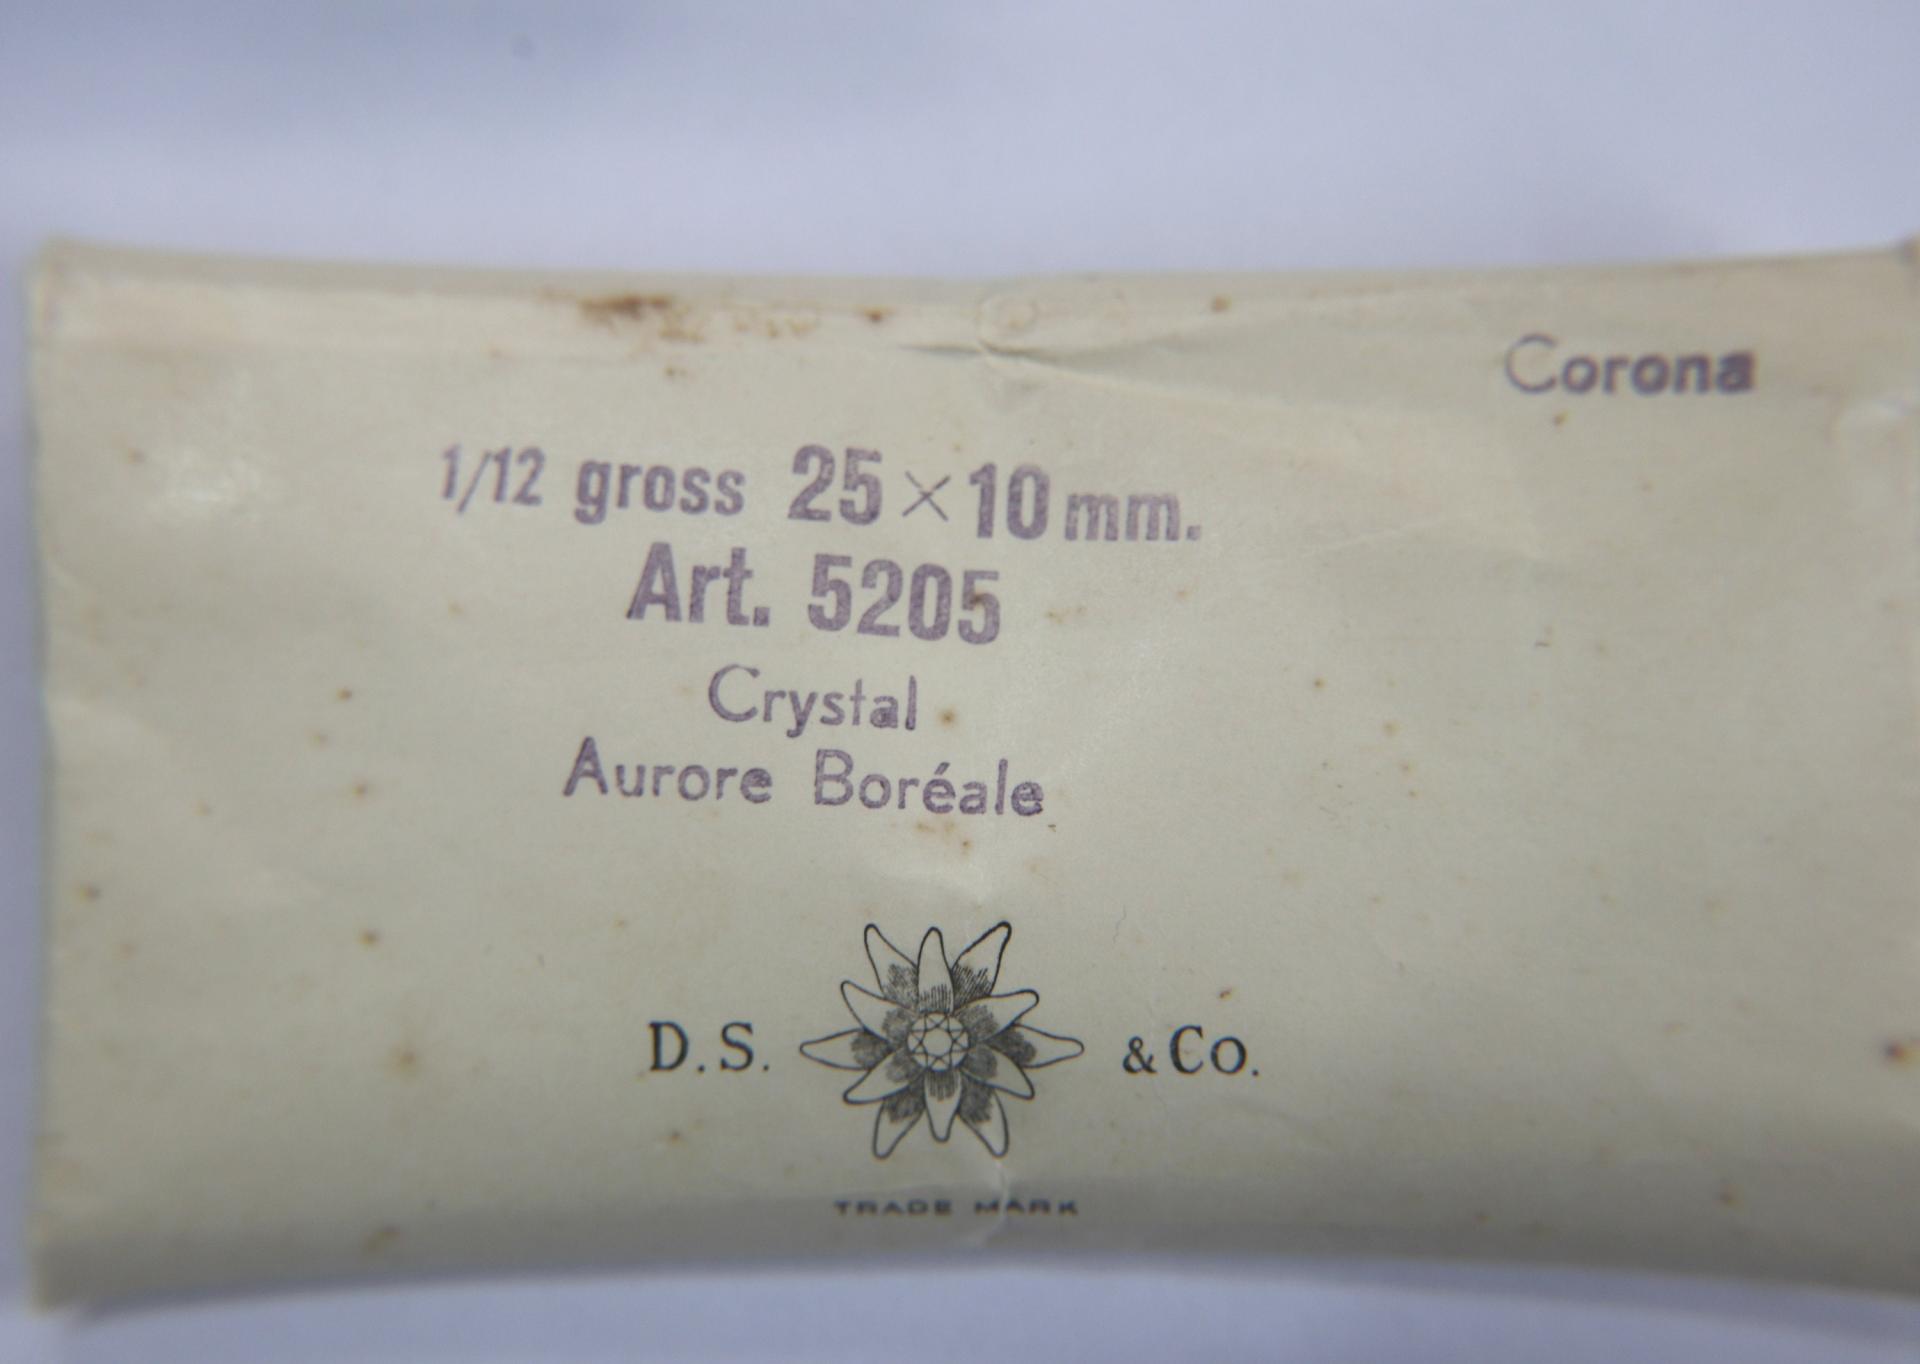 Corona
1/12 gross 25 × 10 mm.
Art. 5205
Crystal
Aurore Boréale
D.S. & Co.
TRADE MARK